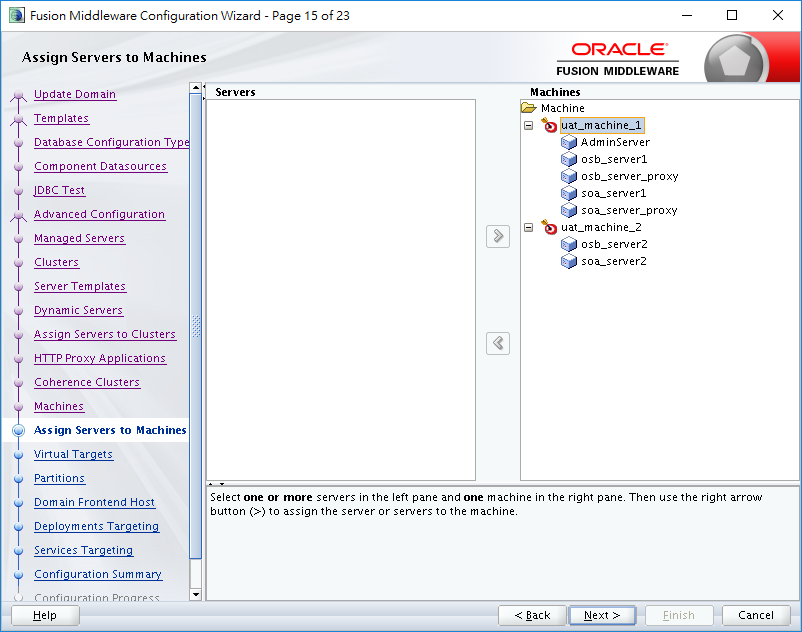 Fusion Middleware Configuration Wizard - Page 15 of 23
Assign Servers to Machines
ORACLE
FUSION MIDDLEWARE
Update Domain
Templates
Database Configuration Type
Component Datasources
JDBC Test
Advanced Configuration
Managed Servers
Clusters
Server Templates
Dynamic Servers
Assign Servers to Clusters
HTTP Proxy Applications
Coherence Clusters
Machines
Assign Servers to Machines
Virtual Targets
Partitions
Domain Frontend Host
Deployments Targeting
Services Targeting
Configuration Summary
Configuration Progress
Servers
Machines
Machine
uat_machine_1
AdminServer
osb_server1
osb_server_proxy
soa_server1
soa_server_proxy
uat_machine_2
osb_server2
soa_server2
Select one or more servers in the left pane and one machine in the right pane. Then use the right arrow
button (>) to assign the server or servers to the machine.
Help
< Back
Next >
Finish
Cancel